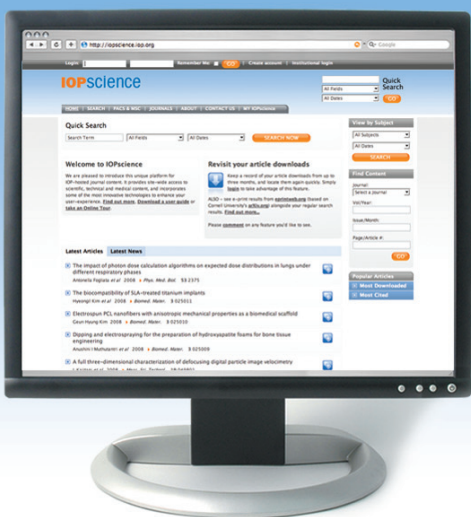 http://iopscience.iop.org
Google
Login: Remember Me: GO | Create account | Institutional login
IOPSCIENCE
Quick Search
All Fields
All Dates
GO
HOME | SEARCH | PACS & MSC | JOURNALS | ABOUT | CONTACT US | MY IOPscience
Quick Search
Search Term All Fields All Dates SEARCH NOW
Welcome to IOPscience
We are pleased to introduce this unique platform for
IOP-hosted journal content. It provides site-wide access to
scientific, technical and medical content, and incorporates
some of the most innovative technologies to enhance your
user-experience. Find out more, Download a user guide or
take an Online Tour.
Revisit your article downloads
Keep a record of your article downloads from up to
three months, and locate them again quickly. Simply
login to take advantage of the feature.
ALSO – see e-print results from eprintweb.org (based on
Cornell University's arXiv.org) alongside your regular search
results. Find out more...
Please comment on any feature you'd like to see.
View by Subject
All Subjects
All Dates
SEARCH
Find Content
Journal:
Select a journal
Vol/Year:
Issue/Month:
Page/Article #:
GO
Popular Articles
Most Downloaded
Most Cited
Latest Articles Latest News
The impact of photon dose calculation algorithms on expected dose distributions in lungs under
different respiratory phases
Antonella Fogliata et al 2008 Phys. Med. Biol. 53 2375
The biocompatibility of SLA-treated titanium implants
Hyeongil Kim et al 2008 Biomed. Mater. 3 025011
Electrospun PCL nanofibers with anisotropic mechanical properties as a biomedical scaffold
Geun Hyung Kim 2008 Biomed. Mater. 3 025010
Dipping and electrospraying for the preparation of hydroxyapatite foams for bone tissue
engineering
et al 2008 Biomed. Mater. 3 025009
A full three-dimensional characterization of defocusing digital particle image velocimetry